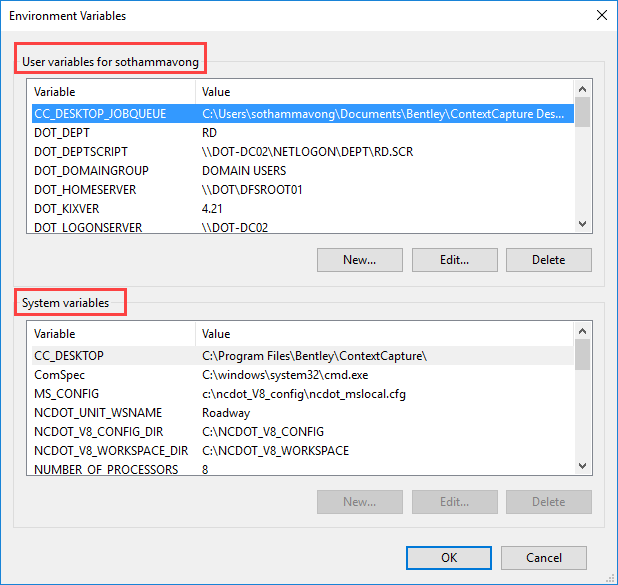 Environment Variables
User variables for sothammavong
Variable Value
CC_DESKTOP_JOBQUEUE C:\Users\sothammavong\Documents\Bentley\ContextCapture Des...
DOT_DEPT RD
DOT_DEPTSCRIPT \\DOT-DC02\NETLOGON\DEPT\RD.SCR
DOT_DOMAINGROUP DOMAIN USERS
DOT_HOMESERVER \\DOT\DFSROOT01
DOT_KIXVER 4.21
DOT_LOGONSERVER \\DOT-DC02
New... Edit... Delete
System variables
Variable Value
CC_DESKTOP C:\Program Files\Bentley\ContextCapture\
ComSpec C:\windows\system32\cmd.exe
MS_CONFIG c:\ncdot_V8_config\ncdot_mslocal.cfg
NCDOT_UNIT_WSNAME Roadway
NCDOT_V8_CONFIG_DIR C:\NCDOT_V8_CONFIG
NCDOT_V8_WORKSPACE_DIR C:\NCDOT_V8_WORKSPACE
NUMBER_OF_PROCESSORS 8
New... Edit... Delete
OK Cancel